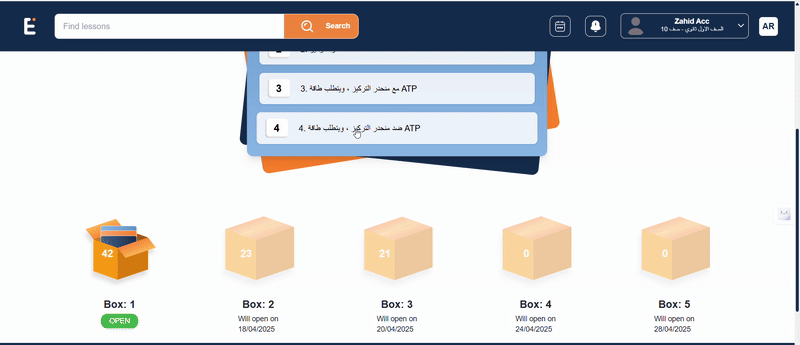 E
Find lessons
Search
Zahid Acc
الصف الاول ثانوي - صف 10
AR
3
3. مع منحدر التركيز ، ويتطلب طاقة ATP
4
4. ضد منحدر التركيز ، ويتطلب طاقة ATP
42
23
21
0
0
Box: 1
OPEN
Box: 2
Will open on
18/04/2025
Box: 3
Will open on
20/04/2025
Box: 4
Will open on
24/04/2025
Box: 5
Will open on
28/04/2025